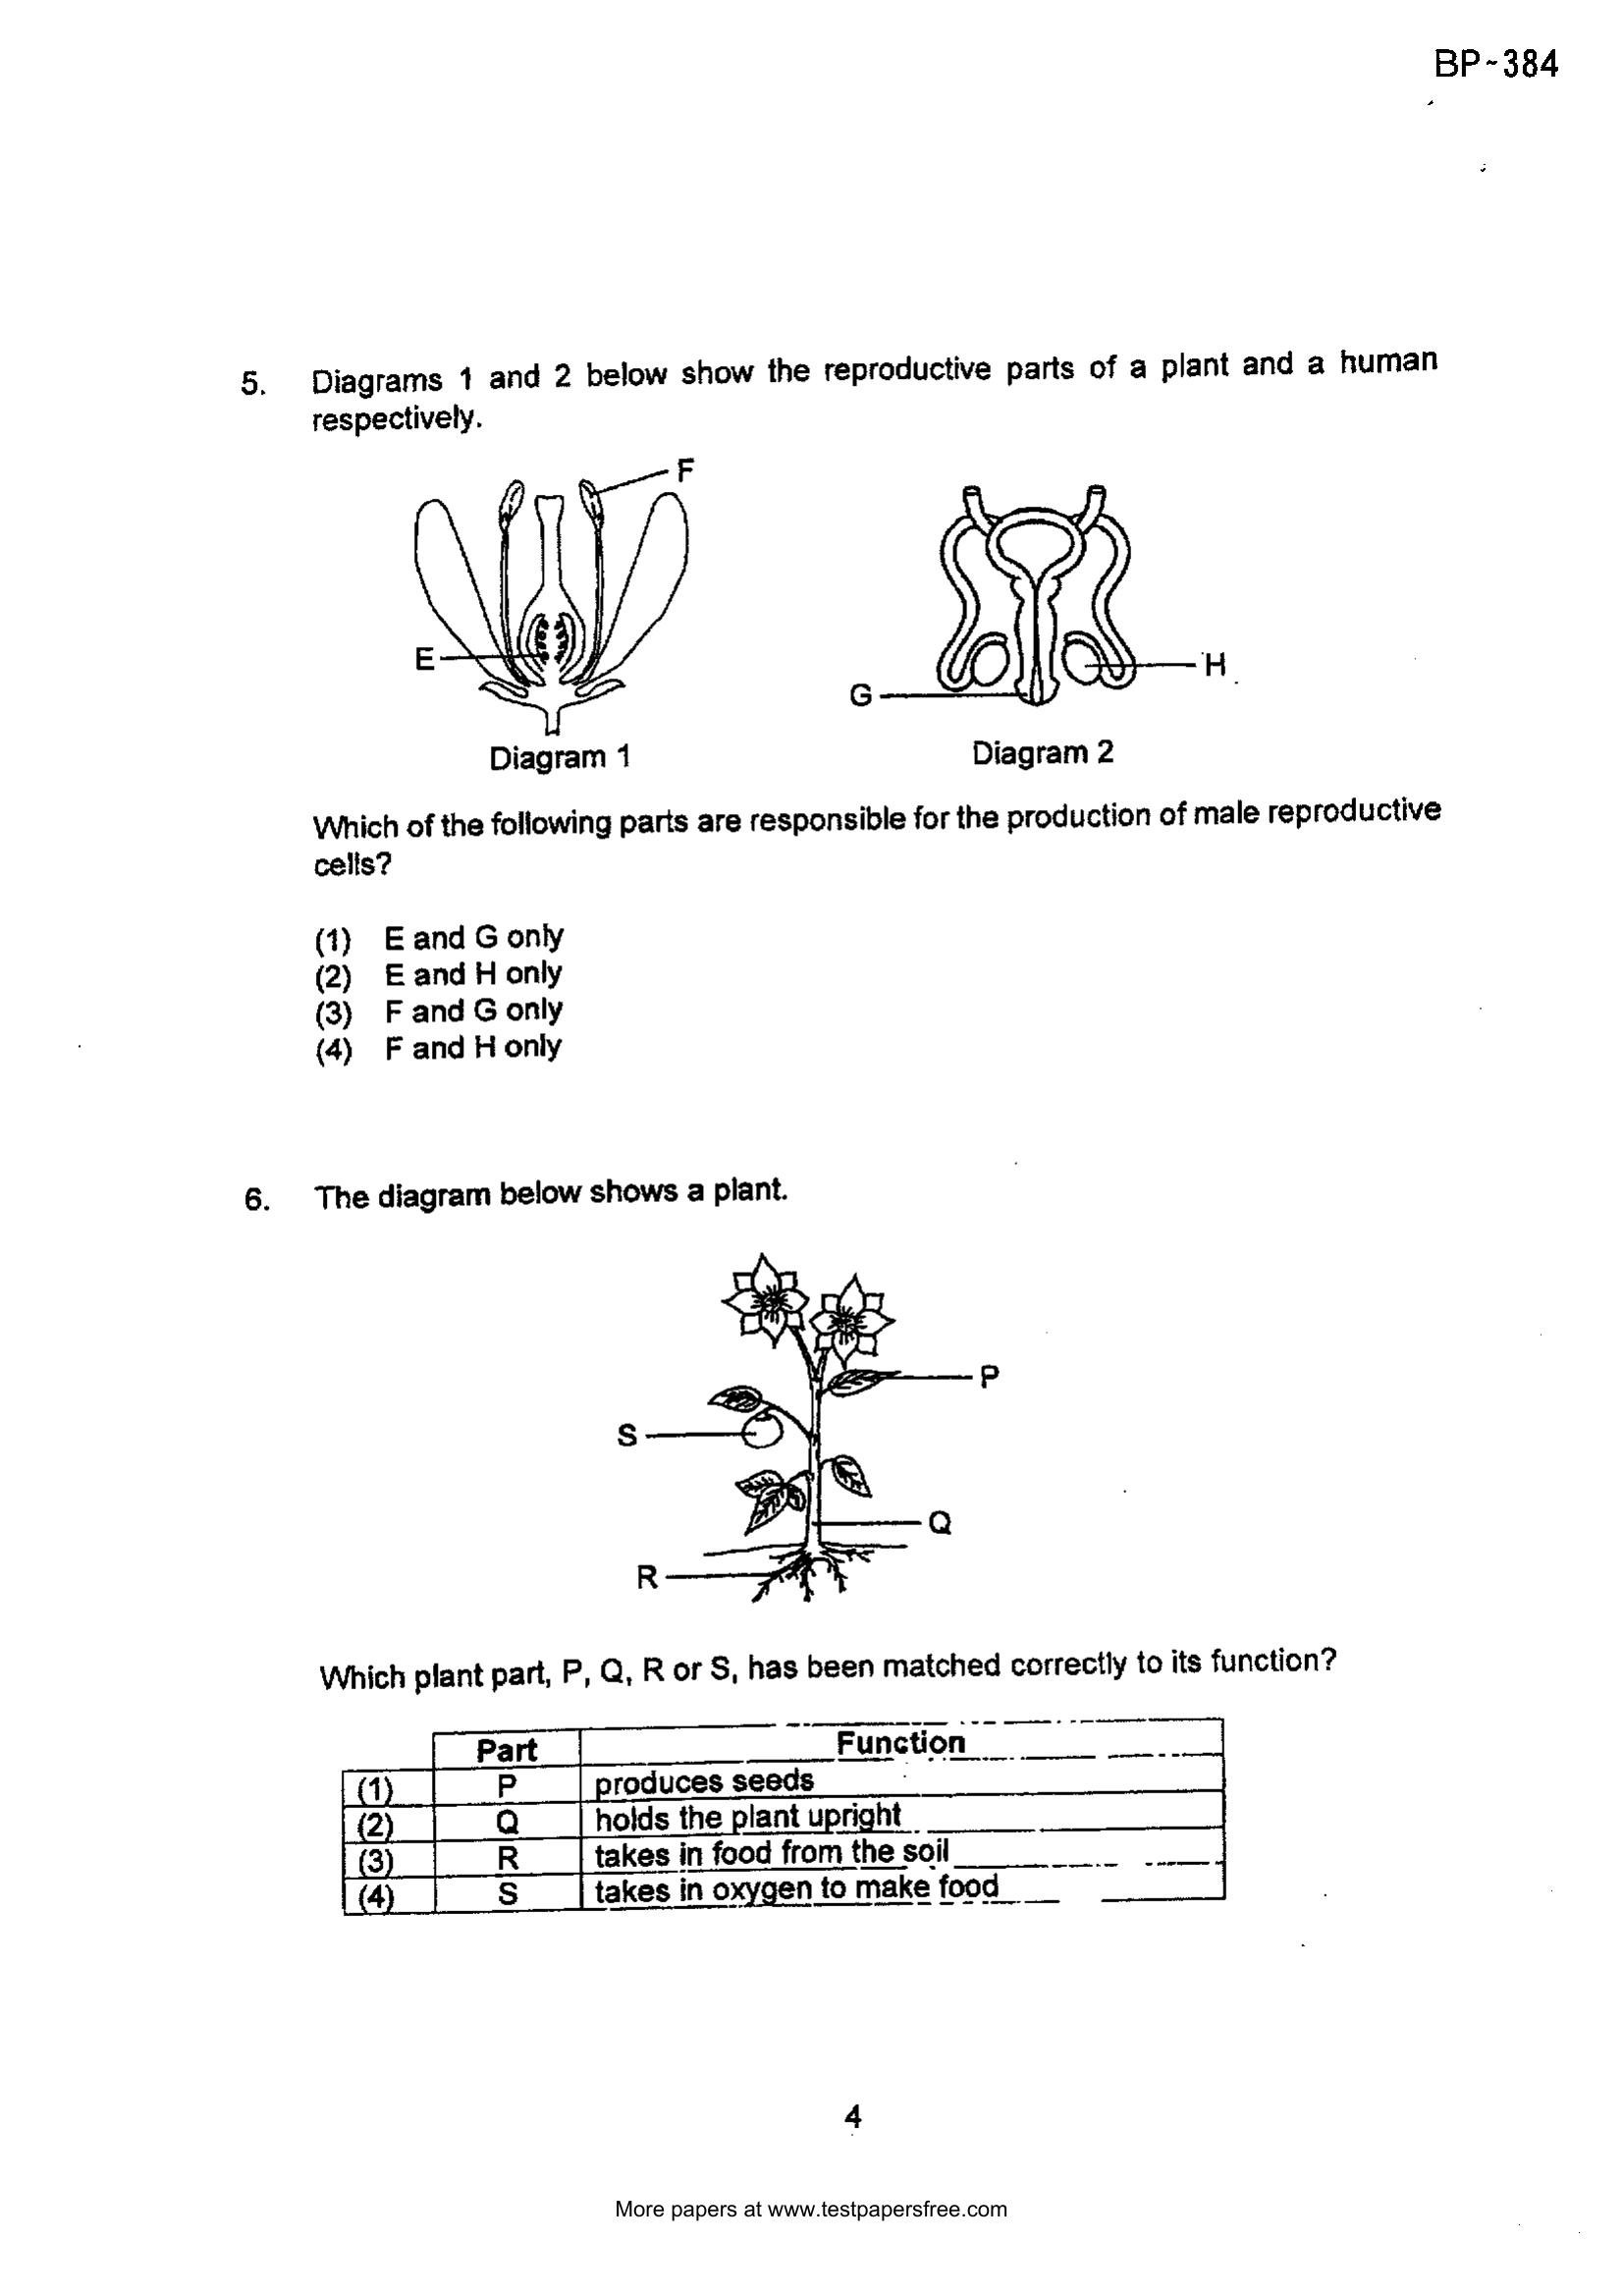 BP~384
5. Diagrams 1 and 2 below show the reproductive parts of a plant and a human
respectively.
F
E
G
H
Diagram 1
Diagram 2
Which of the following parts are responsible for the production of male reproductive
cells?
(1) E and G only
(2) E and H only
(3) F and G only
(4) F and H only
6. The diagram below shows a plant.
P
S
Q
R
Which plant part, P, Q, R or S, has been matched correctly to its function?
Part Function
(1) P produces seeds
(2) Q holds the plant upright
(3) R takes in food from the soil
(4) S takes in oxygen to make food
4
More papers at www.testpapersfree.com